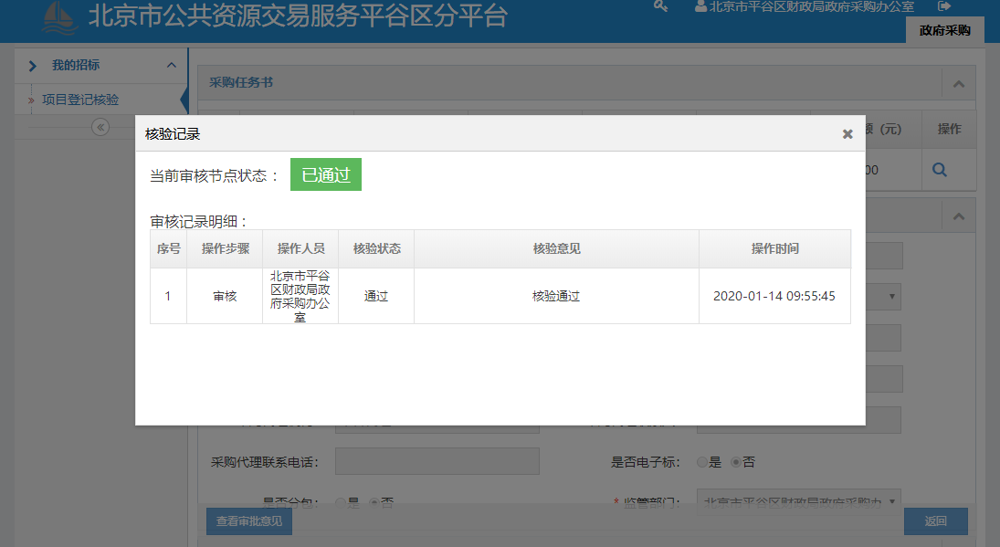 北京市公共资源交易服务平谷区分平台
北京市平谷区财政局政府采购办公室
政府采购
我的招标
» 项目登记核验
采购任务书
(元) 操作
00
核验记录
当前审核节点状态： 已通过
审核记录明细：
序号 操作步骤 操作人员 核验状态 核验意见 操作时间
1 审核 北京市平谷区财政局政府采购办公室 通过 核验通过 2020-01-14 09:55:45
采购代理联系电话： 是否电子标： 是 否
是否分包： 是 否 * 监管部门： 北京市平谷区财政局政府采购办
查看审批意见 返回